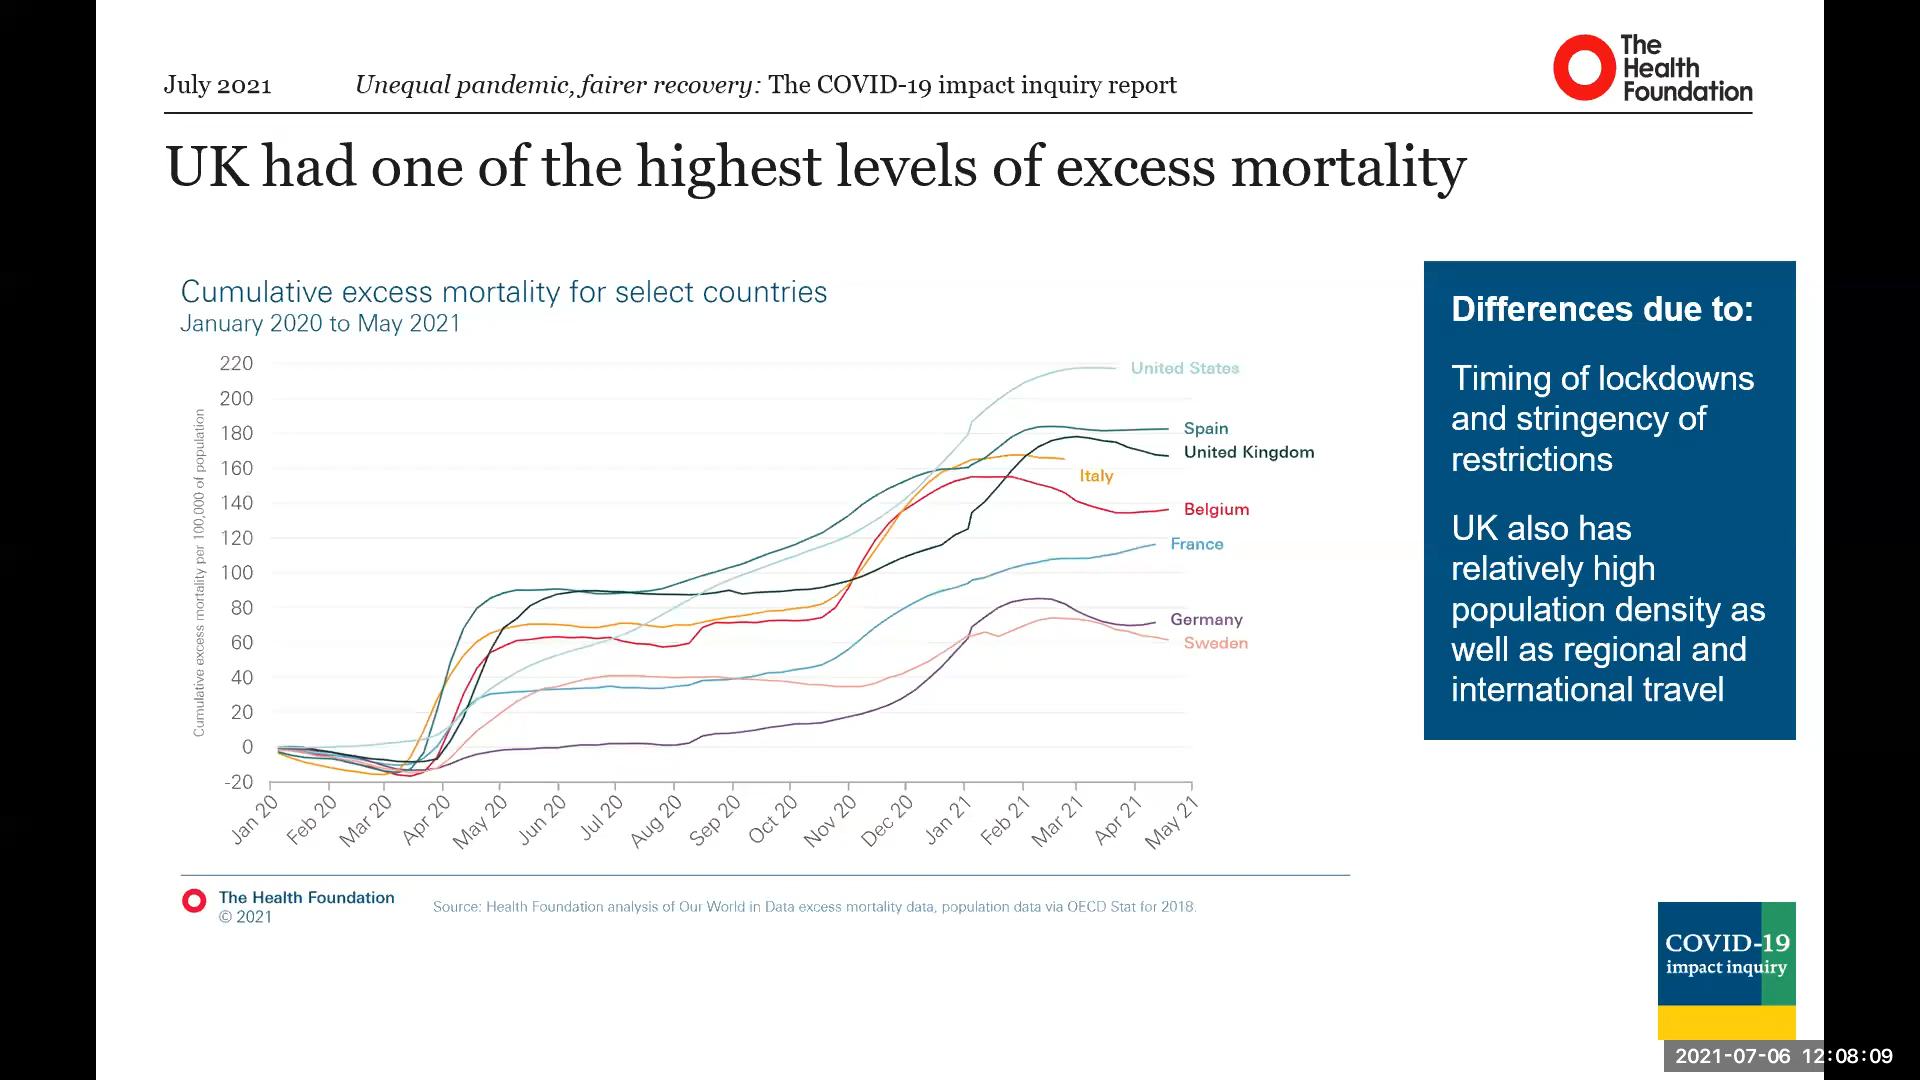 July 2021
Unequal pandemic, fairer recovery: The COVID-19 impact inquiry report
The
Health
Foundation
UK had one of the highest levels of excess mortality
Cumulative excess mortality for select countries
January 2020 to May 2021
Cumulative excess mortality per 100,000 of population
220
200
180
160
140
120
100
80
60
40
20
0
-20
Jan 20
Feb 20
Mar 20
Apr 20
May 20
Jun 20
Jul 20
Aug 20
Sep 20
Oct 20
Nov 20
Dec 20
Jan 21
Feb 21
Mar 21
Apr 21
May 21
United States
Spain
United Kingdom
Italy
Belgium
France
Germany
Sweden
Differences due to:
Timing of lockdowns
and stringency of
restrictions
UK also has
relatively high
population density as
well as regional and
international travel
The Health Foundation
© 2021
Source: Health Foundation analysis of Our World in Data excess mortality data, population data via OECD Stat for 2018.
COVID-19
impact inquiry
2021-07-06 12:08:09